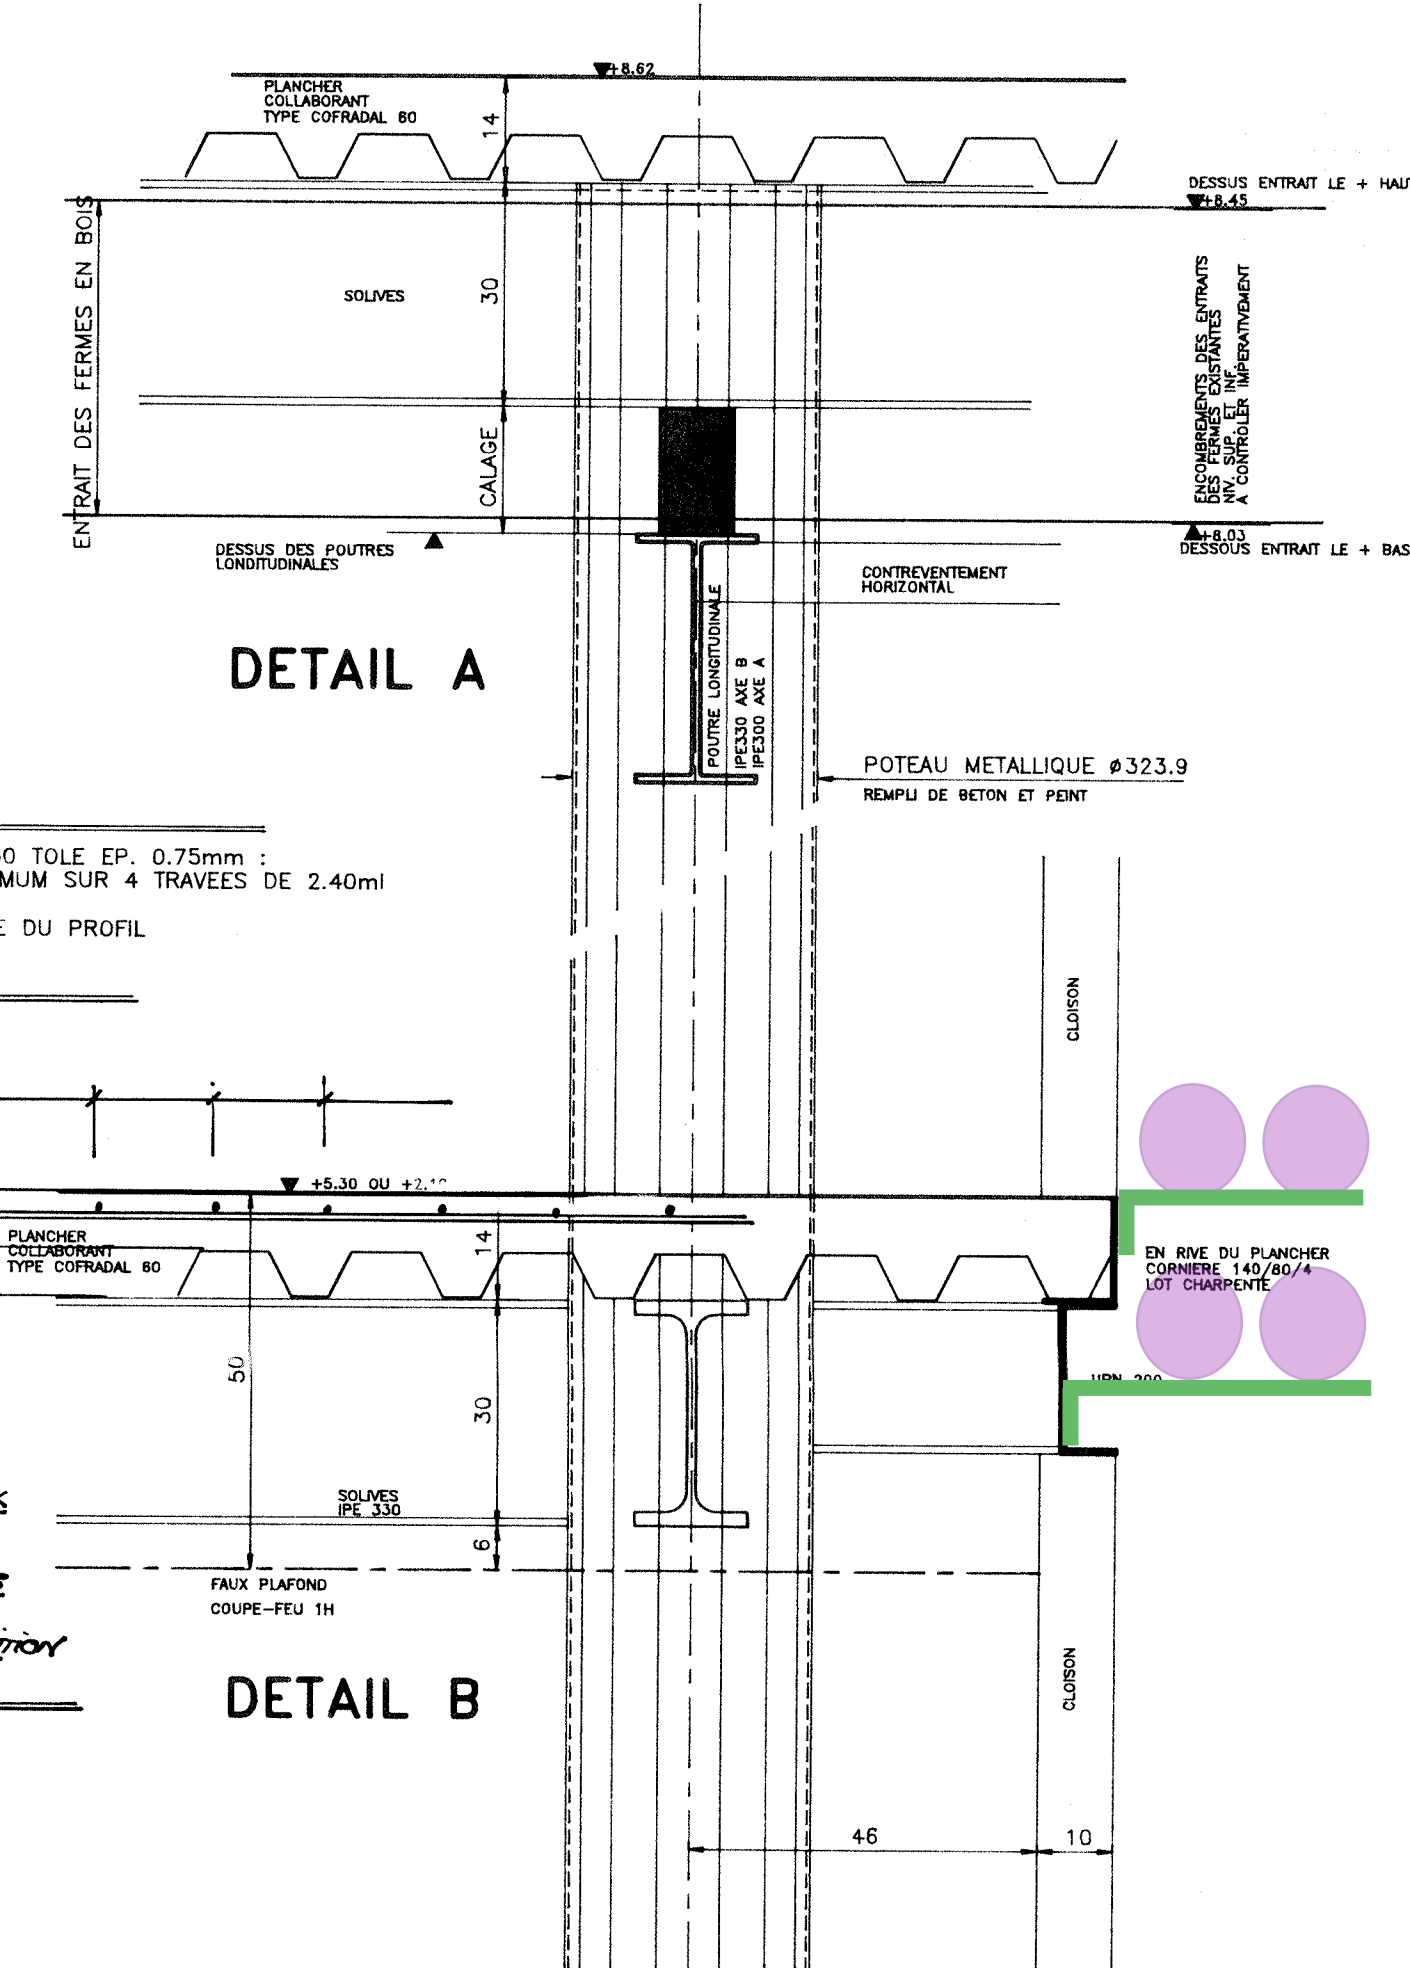 +8.62
PLANCHER
COLLABORANT
TYPE COFRADAL 60
14
DESSUS ENTRAIT LE + HAUT
+8.45
ENTRAIT DES FERMES EN BOIS
SOLIVES
30
ENCOMBREMENTS DES ENTRAITS
DES FERMES EXISTANTES
NIV. SUP. ET INF.
A CONTROLER IMPERATIVEMENT
CALAGE
DESSUS DES POUTRES
LONDITUDINALES
+8.03
DESSOUS ENTRAIT LE + BAS
CONTREVENTEMENT
HORIZONTAL
POUTRE LONGITUDINALE
IPE330 AXE B
IPE300 AXE A
DETAIL A
POTEAU METALLIQUE ø323.9
REMPLI DE BETON ET PEINT
0 TOLE EP. 0.75mm :
MUM SUR 4 TRAVEES DE 2.40ml
E DU PROFIL
CLOISON
+5.30 OU +2.
PLANCHER
COLLABORANT
TYPE COFRADAL 60
14
EN RIVE DU PLANCHER
CORNIERE 140/80/4
LOT CHARPENTE
50
30
SOLIVES
IPE 330
6
FAUX PLAFOND
COUPE-FEU 1H
DETAIL B
CLOISON
46
10